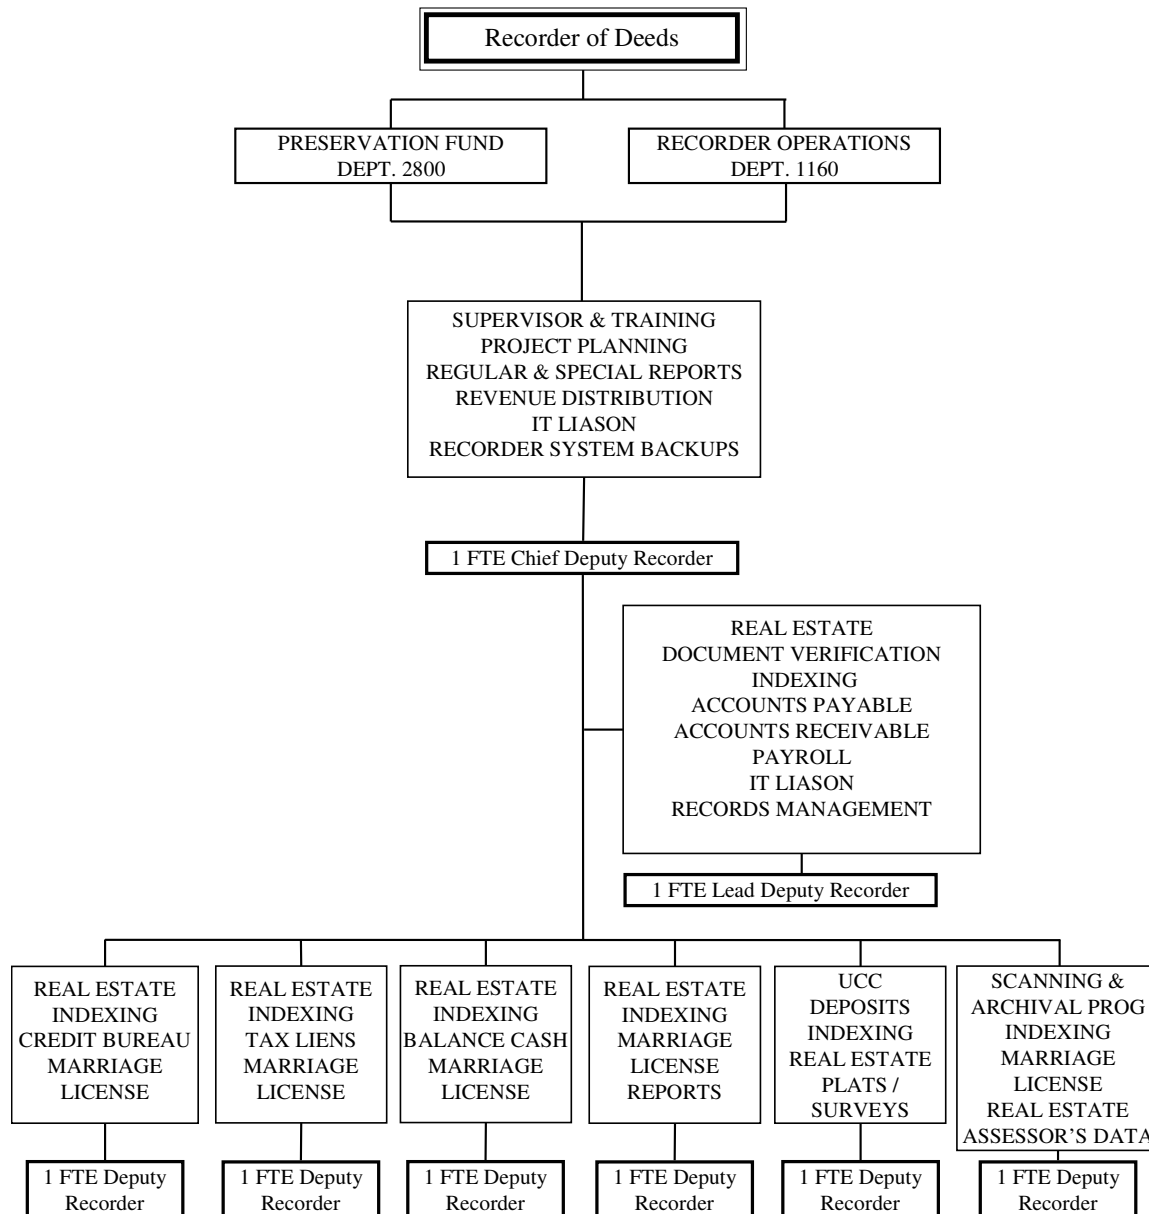 Recorder of Deeds
PRESERVATION FUND
DEPT. 2800
RECORDER OPERATIONS
DEPT. 1160
SUPERVISOR & TRAINING
PROJECT PLANNING
REGULAR & SPECIAL REPORTS
REVENUE DISTRIBUTION
IT LIASON
RECORDER SYSTEM BACKUPS
1 FTE Chief Deputy Recorder
REAL ESTATE
DOCUMENT VERIFICATION
INDEXING
ACCOUNTS PAYABLE
ACCOUNTS RECEIVABLE
PAYROLL
IT LIASON
RECORDS MANAGEMENT
1 FTE Lead Deputy Recorder
REAL ESTATE
INDEXING
CREDIT BUREAU
MARRIAGE
LICENSE
1 FTE Deputy
Recorder
REAL ESTATE
INDEXING
TAX LIENS
MARRIAGE
LICENSE
1 FTE Deputy
Recorder
REAL ESTATE
INDEXING
BALANCE CASH
MARRIAGE
LICENSE
1 FTE Deputy
Recorder
REAL ESTATE
INDEXING
MARRIAGE
LICENSE
REPORTS
1 FTE Deputy
Recorder
UCC
DEPOSITS
INDEXING
REAL ESTATE
PLATS /
SURVEYS
1 FTE Deputy
Recorder
SCANNING &
ARCHIVAL PROG
INDEXING
MARRIAGE
LICENSE
REAL ESTATE
ASSESSOR’S DATA
1 FTE Deputy
Recorder